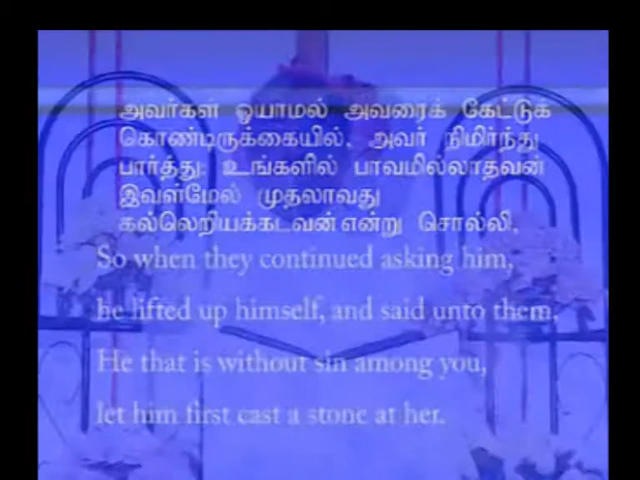 அவர்கள் ஓயாமல் அவரைக் கேட்டுக்
கொண்டிருக்கையில், அவர் நிமிர்ந்து
பார்த்து: உங்களில் பாவமில்லாதவன்
இவள்மேல் முதலாவது
கல்லெறியக்கடவன் என்று சொல்லி,
So when they continued asking him,
he lifted up himself, and said unto them,
He that is without sin among you,
let him first cast a stone at her.